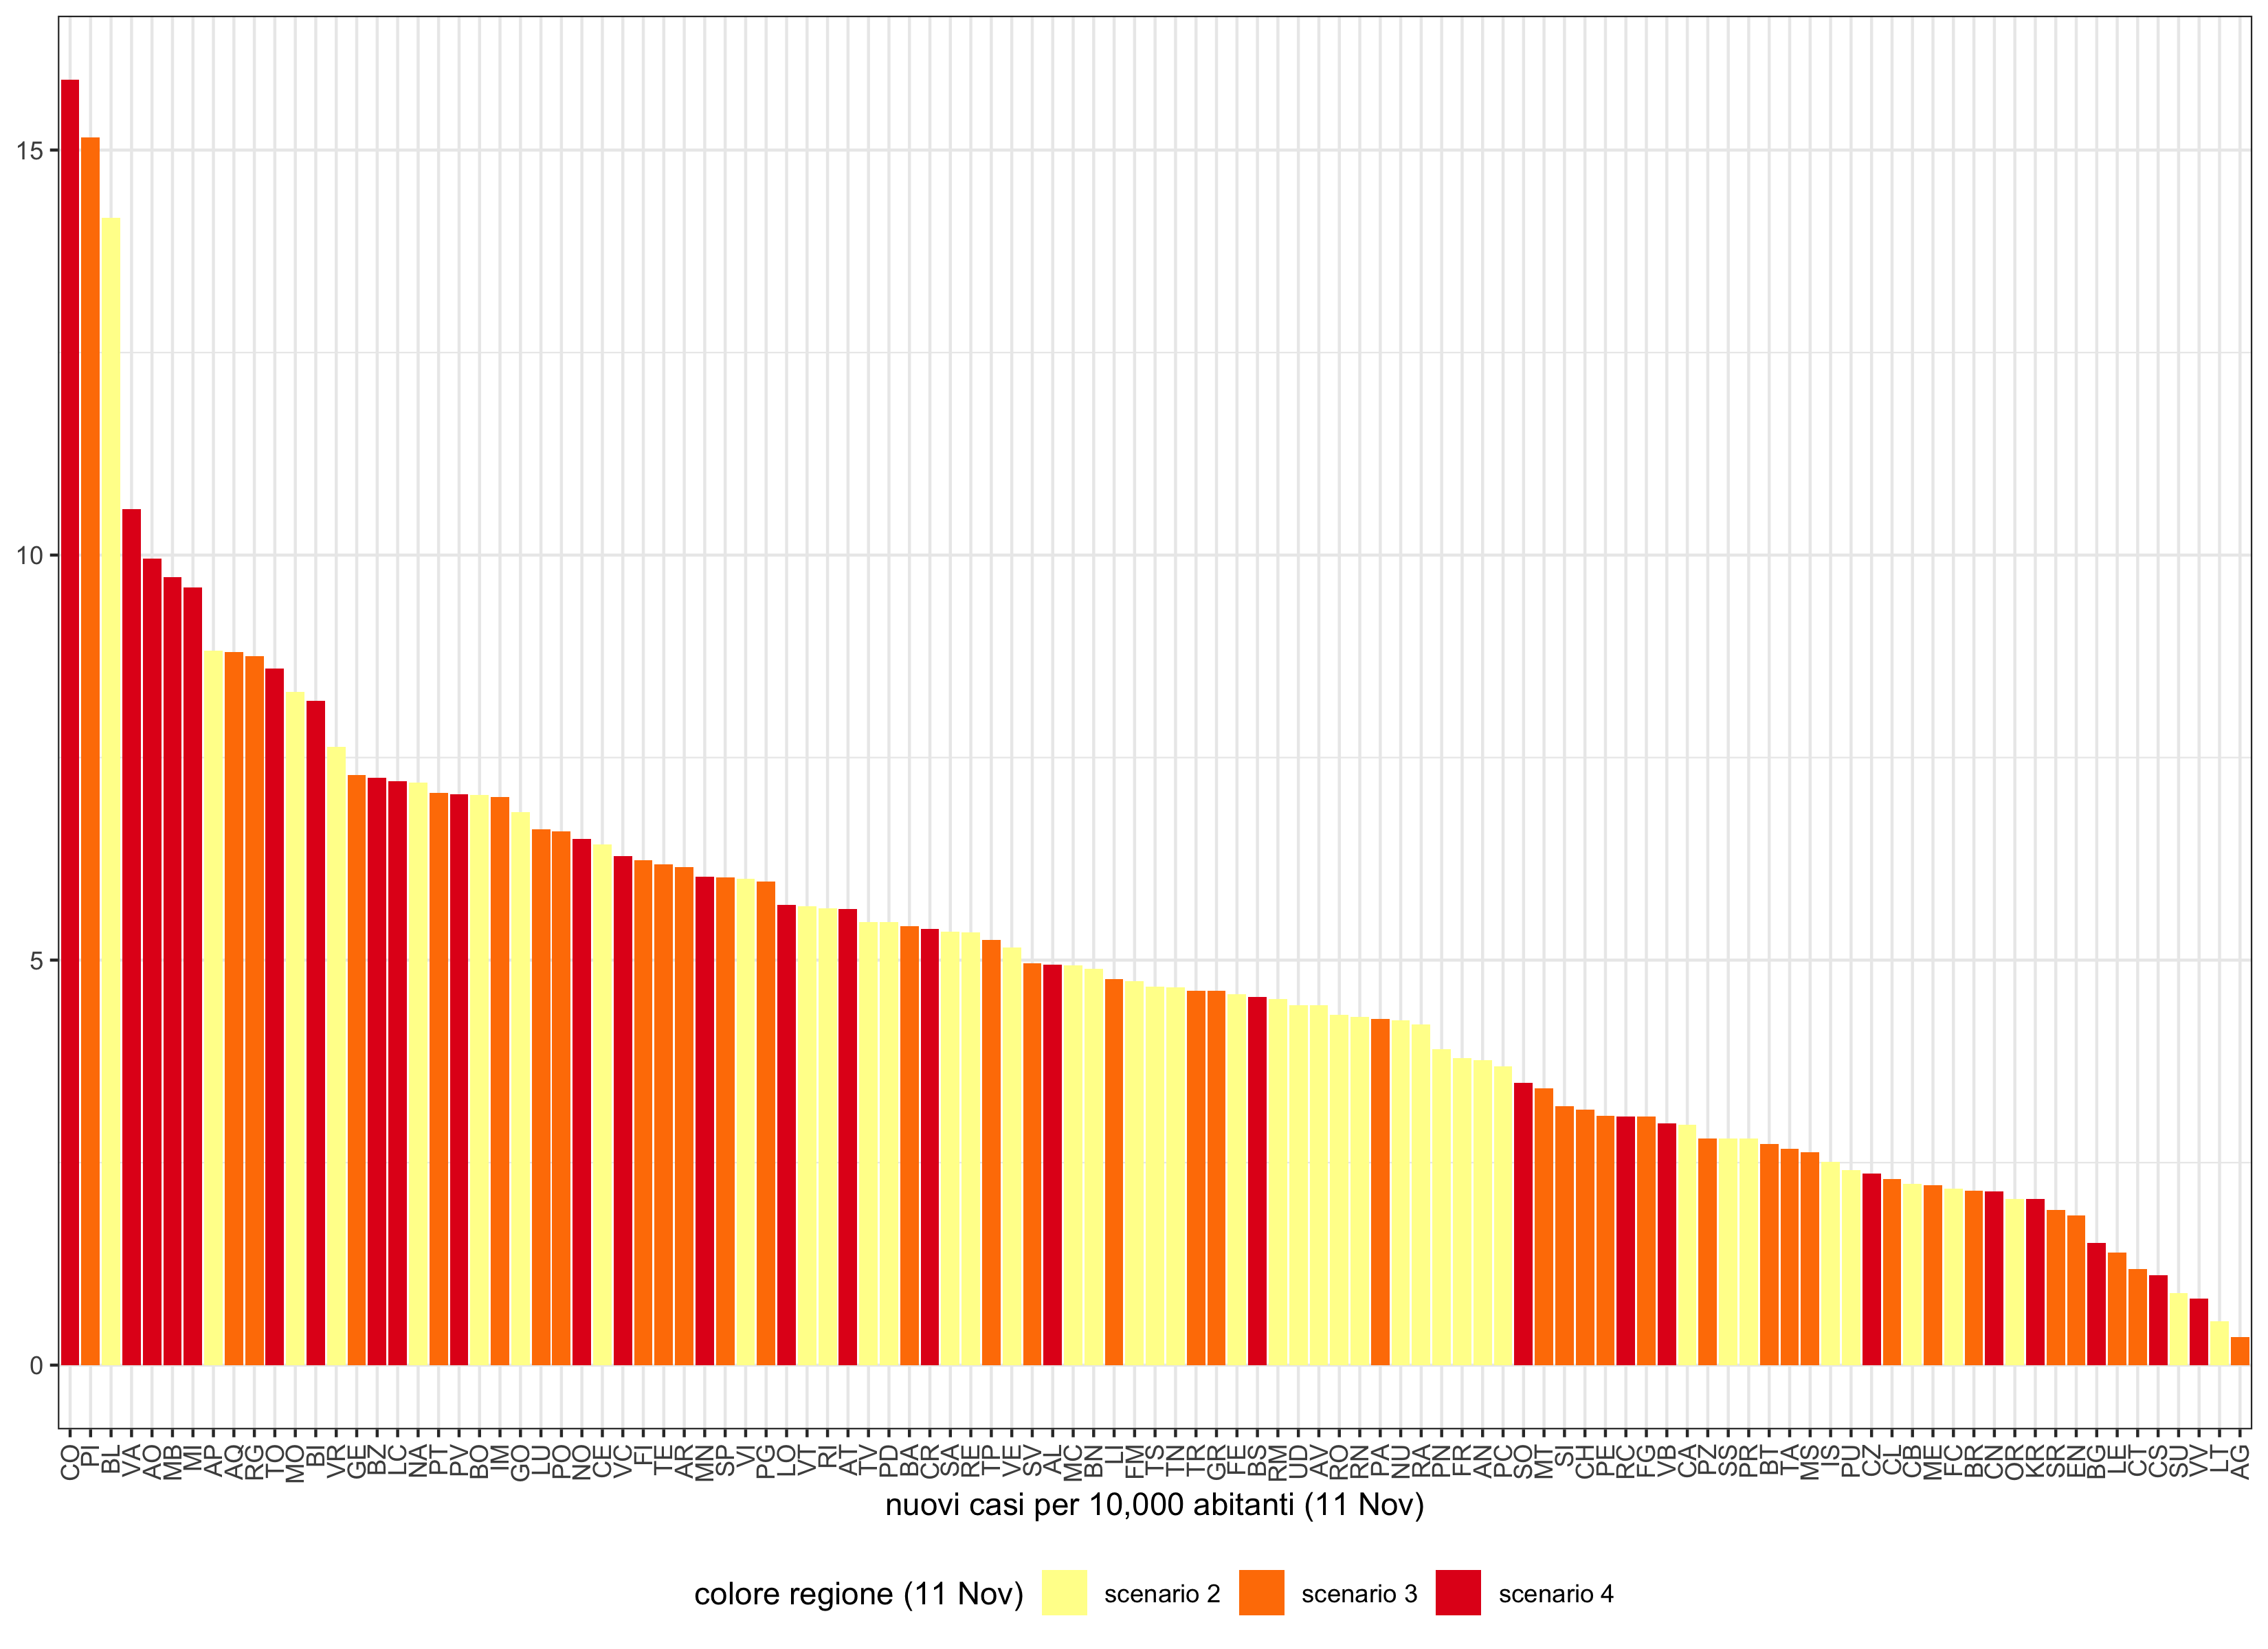 15
10
5
0
CO PI BL VA AO MB MI AP AQ RG TO MO BI VR GE BZ LC NA PT PV BO IM GO LU PO NO CE VC FI TE AR MN SP VI PG LO VT RI AT TV PD BA CR SA RE TP VE SV AL MC BN LI FM TS TN TR GR FE BS RM UD AV RO RN PA NU RA PN FR AN PC SO MT SI CH PE RC FG VB CA PZ SS PR BT TA MS IS PU CZ CL CB ME FC BR CN OR KR SR EN BG LE CT CS SU VV LT AG
nuovi casi per 10,000 abitanti (11 Nov)
colore regione (11 Nov) scenario 2 scenario 3 scenario 4